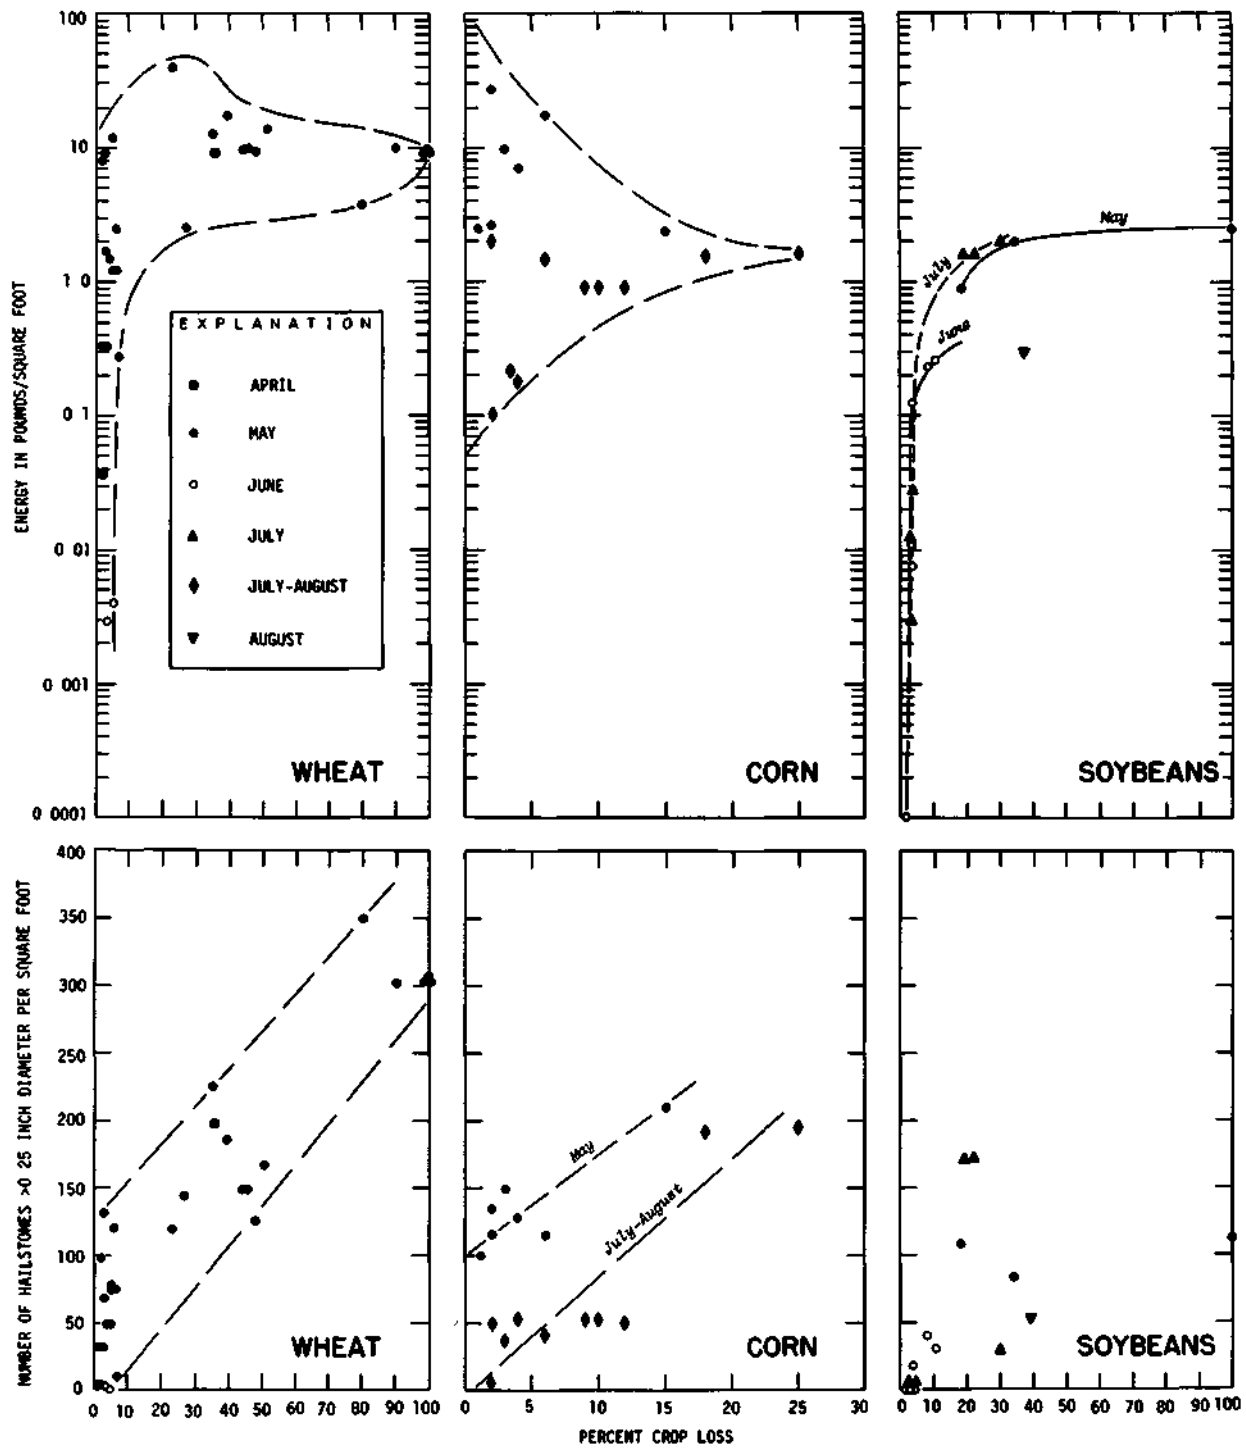 100
10
1 0
0 1
0 01
0 001
0 0001
ENERGY IN POUNDS/SQUARE FOOT
EXPLANATION
APRIL
MAY
JUNE
JULY
JULY-AUGUST
AUGUST
WHEAT
CORN
July
May
June
SOYBEANS
400
350
300
250
200
150
100
50
0
NUMBER OF HAILSTONES >0 25 INCH DIAMETER PER SQUARE FOOT
WHEAT
May
July-August
CORN
SOYBEANS
0 10 20 30 40 50 60 70 80 90 100
0 5 10 15 20 25 30
0 10 20 30 40 50 60 70 80 90 100
PERCENT CROP LOSS